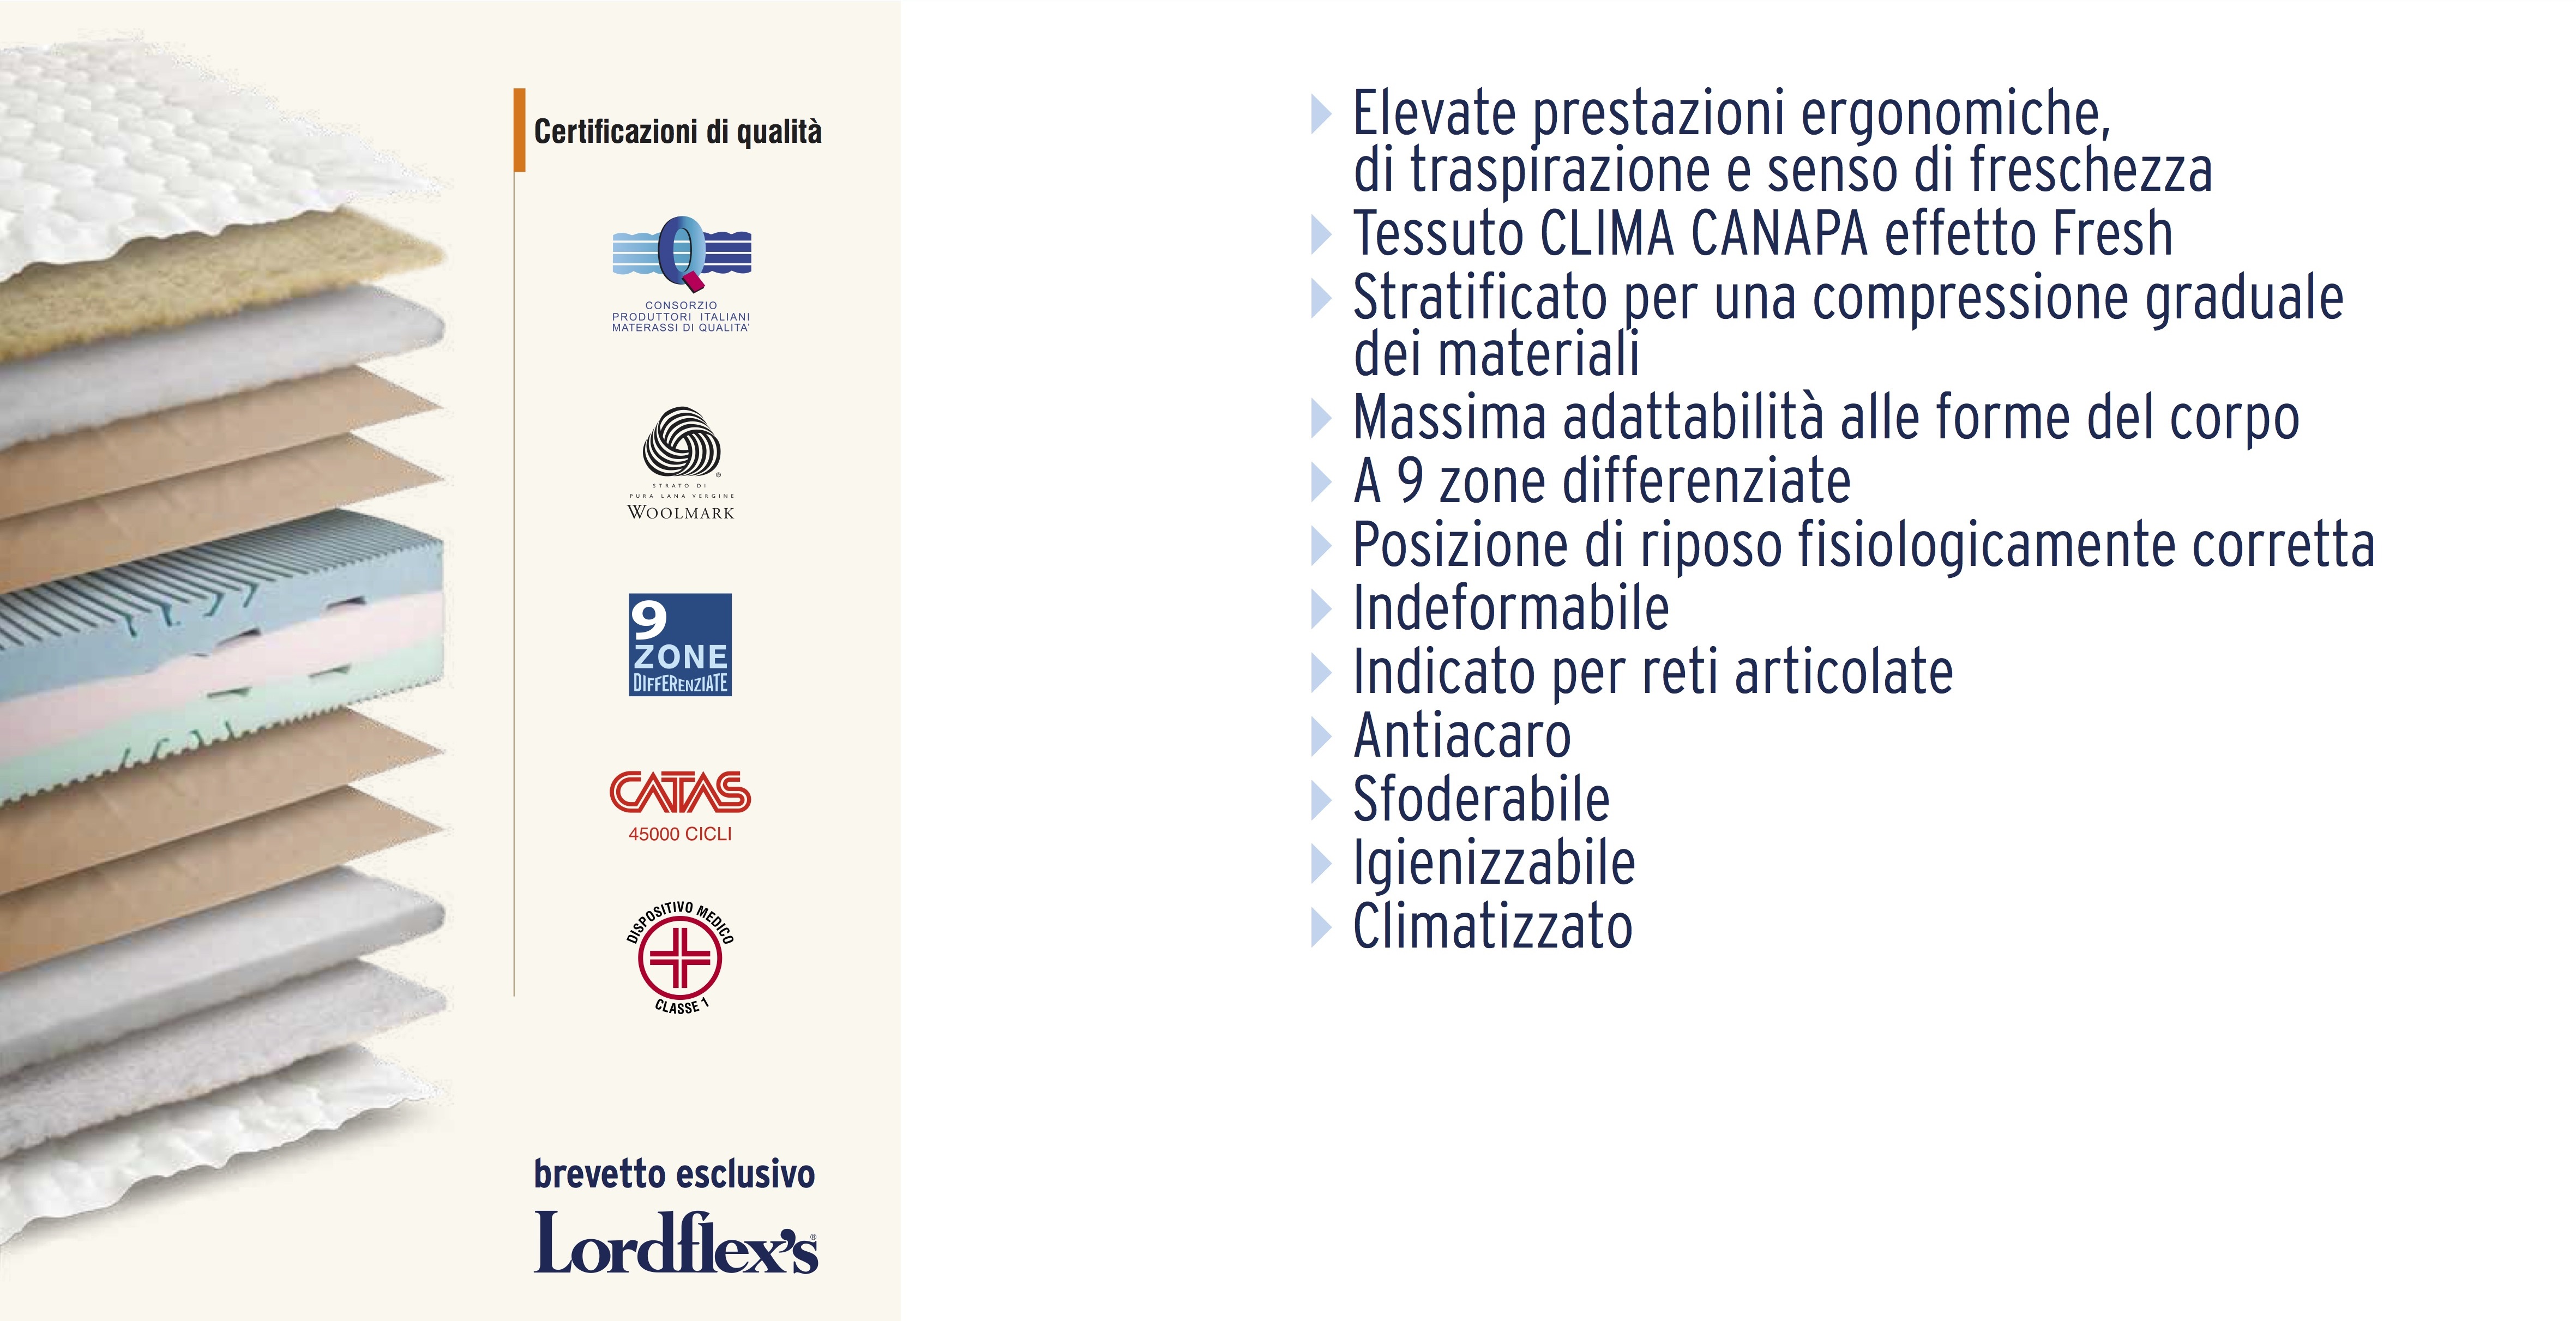 Certificazioni di qualità
Q
CONSORZIO
PRODUTTORI ITALIANI
MATERASSI DI QUALITA'
STRATO DI
PURA LANA VERGINE
WOOLMARK
9
ZONE
DIFFERENZIATE
CATAS
45000 CICLI
DISPOSITIVO MEDICO
CLASSE 1
brevetto esclusivo
Lordflex's®
Elevate prestazioni ergonomiche,
di traspirazione e senso di freschezza
Tessuto CLIMA CANAPA effetto Fresh
Stratificato per una compressione graduale
dei materiali
Massima adattabilità alle forme del corpo
A 9 zone differenziate
Posizione di riposo fisiologicamente corretta
Indeformabile
Indicato per reti articolate
Antiacaro
Sfoderabile
Igienizzabile
Climatizzato